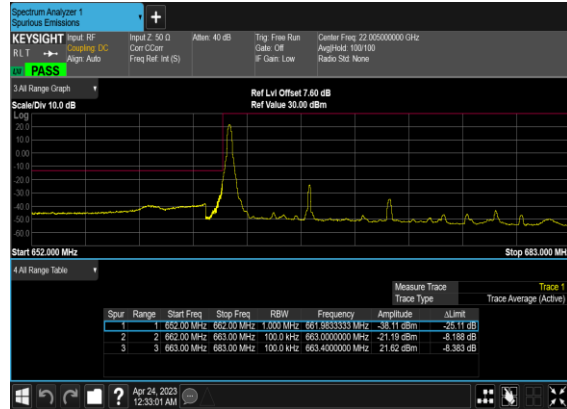 Spectrum Analyzer 1
Spurious Emissions
KEYSIGHT Input: RF Input Z: 50 Ω Atten: 40 dB Trig: Free Run Center Freq: 22.005000000 GHz
RLT Coupling: DC Corr CCorr Gate: Off Avg|Hold: 100/100
Align: Auto Freq Ref: Int (S) IF Gain: Low Radio Std: None
PASS
3 All Range Graph
Ref Lvl Offset 7.60 dB
Scale/Div 10.0 dB Ref Value 30.00 dBm
Log
20.0
10.0
0.00
-10.0
-20.0
-30.0
-40.0
-50.0
-60.0
Start 652.000 MHz Stop 683.000 MH
4 All Range Table
Measure Trace Trace 1
Trace Type Trace Average (Active)
Spur Range Start Freq Stop Freq RBW Frequency Amplitude ΔLimit
1 1 652.00 MHz 662.00 MHz 1.000 MHz 661.9833333 MHz -38.11 dBm -25.11 dB
2 2 662.00 MHz 663.00 MHz 100.0 kHz 663.0000000 MHz -21.19 dBm -8.188 dB
3 3 663.00 MHz 683.00 MHz 100.0 kHz 663.4000000 MHz 21.62 dBm -8.383 dB
? Apr 24, 2023
12:33:01 AM